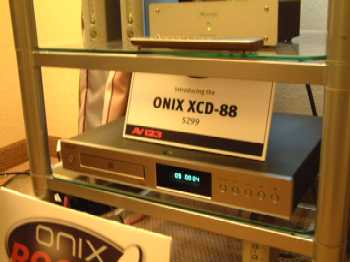 Introducing the
ONIX XCD-88
$299
AV123
onix